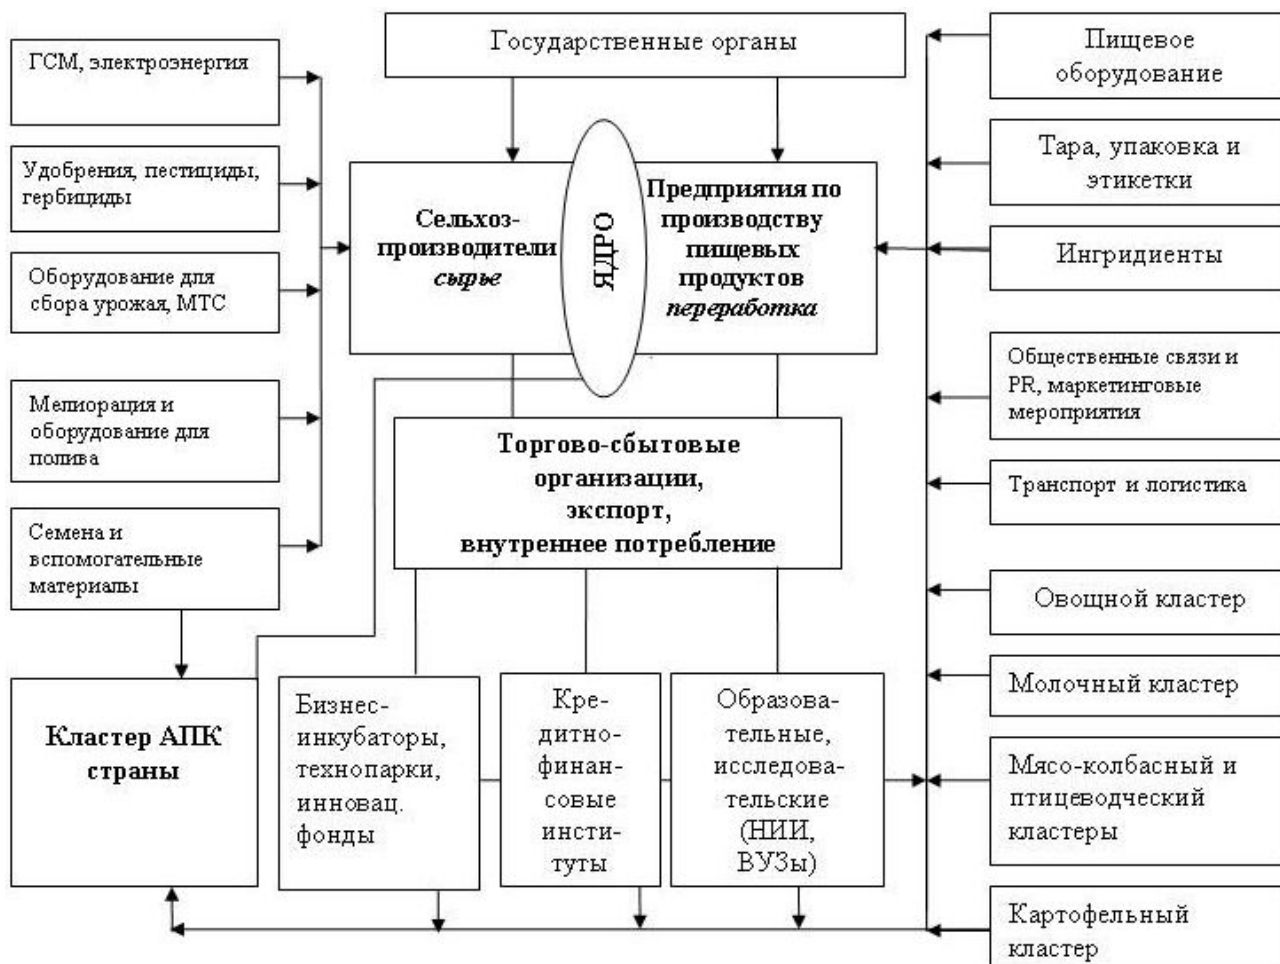 Государственные органы
ГСМ, электроэнергия
Удобрения, пестициды,
гербициды
Оборудование для
сбора урожая, МТС
Мелиорация и
оборудование для
полива
Семена и
вспомогательные
материалы
Кластер АПК
страны
Сельхоз-
производители
сырье
ЯДРО
Предприятия по
производству
пищевых
продуктов
переработка
Торгово-сбытовые
организации,
экспорт,
внутреннее потребление
Бизнес-
инкубаторы,
технопарки,
инновац.
фонды
Кре-
дитно-
финан-
совые
инсти-
туты
Образова-
тельные,
исследова-
тельские
(НИИ,
ВУЗы)
Пищевое
оборудование
Тара, упаковка и
этикетки
Ингридиенты
Общественные связи и
PR, маркетинговые
мероприятия
Транспорт и логистика
Овощной кластер
Молочный кластер
Мясо-колбасный и
птицеводческий
кластеры
Картофельный
кластер